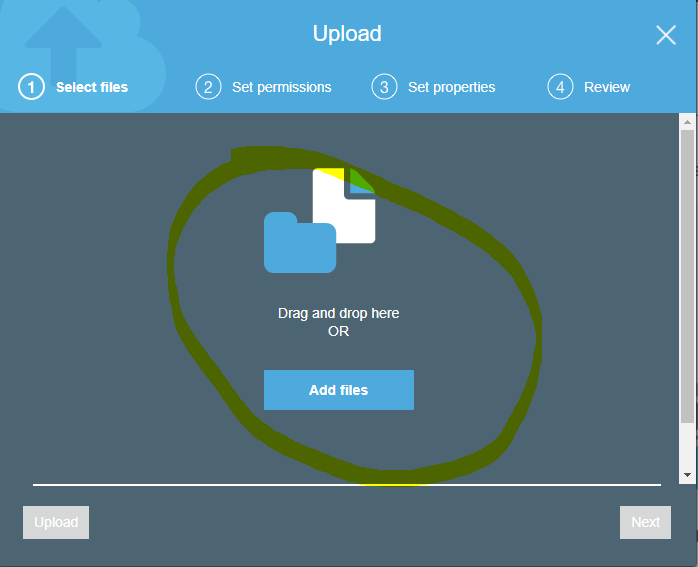 Upload
1 Select files
2 Set permissions
3 Set properties
4 Review
Drag and drop here
OR
Add files
Upload
Next